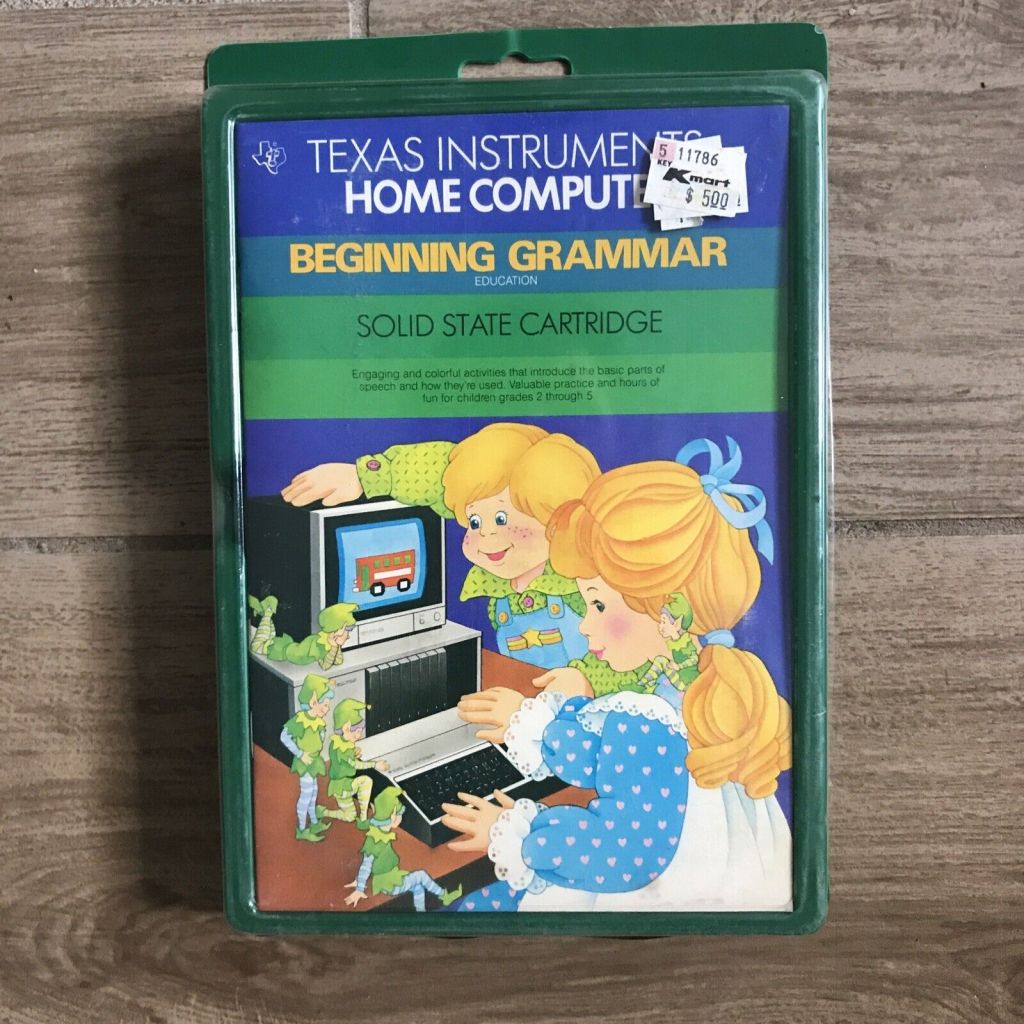 TEXAS INSTRUMENTS
HOME COMPUTE
5 11786
KEY
Kmart
$ 500
BEGINNING GRAMMAR
EDUCATION
SOLID STATE CARTRIDGE
Engaging and colorful activities that introduce the basic parts of
speech and how they're used. Valuable practice and hours of
fun for children grades 2 through 5